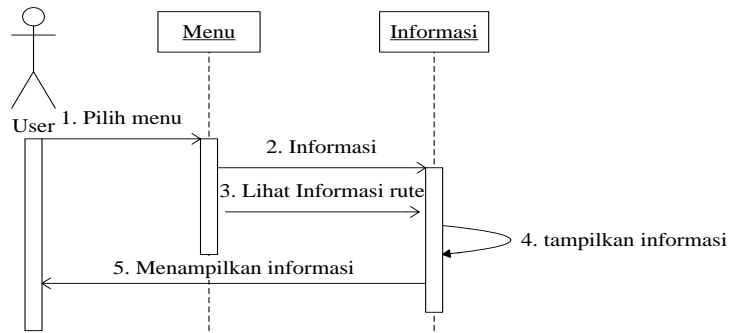 Menu
Informasi
User
1. Pilih menu
2. Informasi
3. Lihat Informasi rute
4. tampilkan informasi
5. Menampilkan informasi